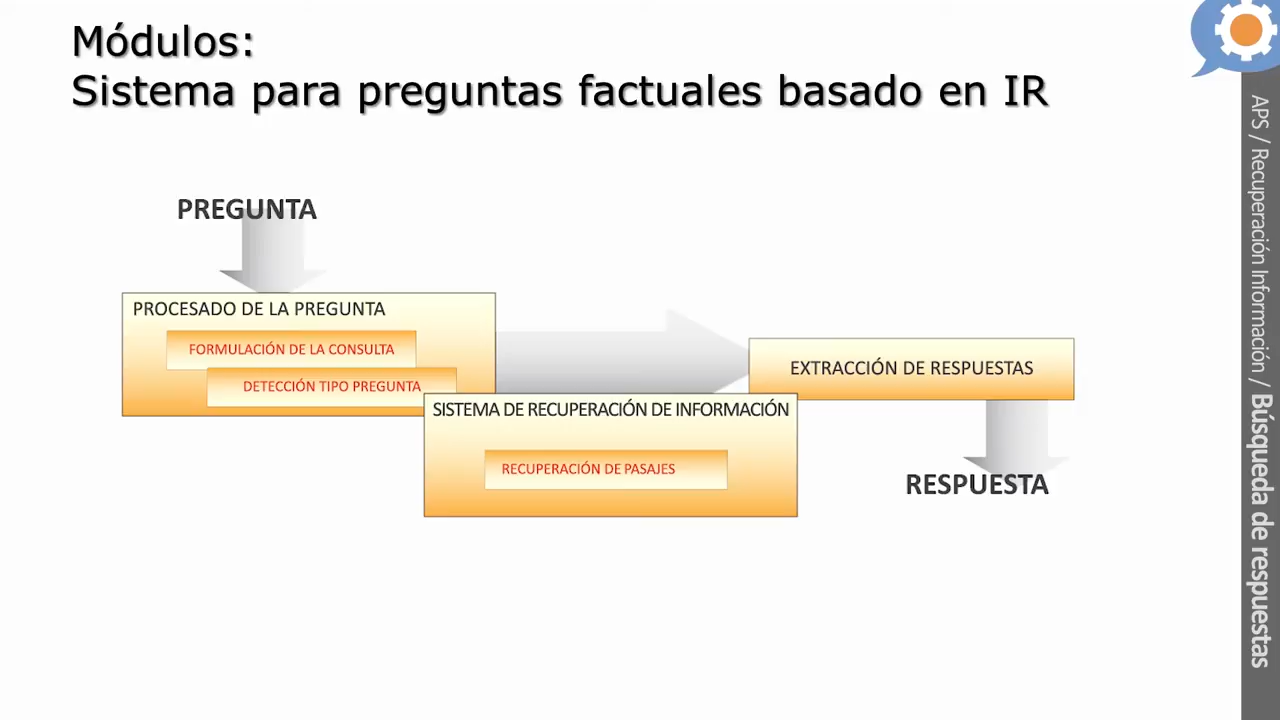 Módulos:
Sistema para preguntas factuales basado en IR
PREGUNTA
PROCESADO DE LA PREGUNTA
FORMULACIÓN DE LA CONSULTA
DETECCIÓN TIPO PREGUNTA
SISTEMA DE RECUPERACIÓN DE INFORMACIÓN
RECUPERACIÓN DE PASAJES
EXTRACCIÓN DE RESPUESTAS
RESPUESTA
APS / Recuperación Información / Búsqueda de respuestas